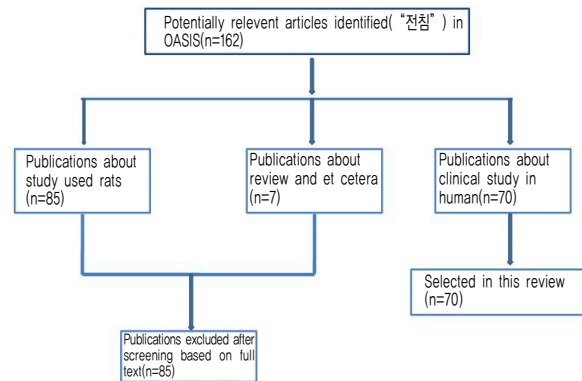 Potentially relevent articles identified( “전침” ) in
OASIS(n=162)
Publications about
study used rats
(n=85)
Publications about
review and et cetera
(n=7)
Publications about
clinical study in
human(n=70)
Selected in this review
(n=70)
Publications excluded after
screening based on full
text(n=85)